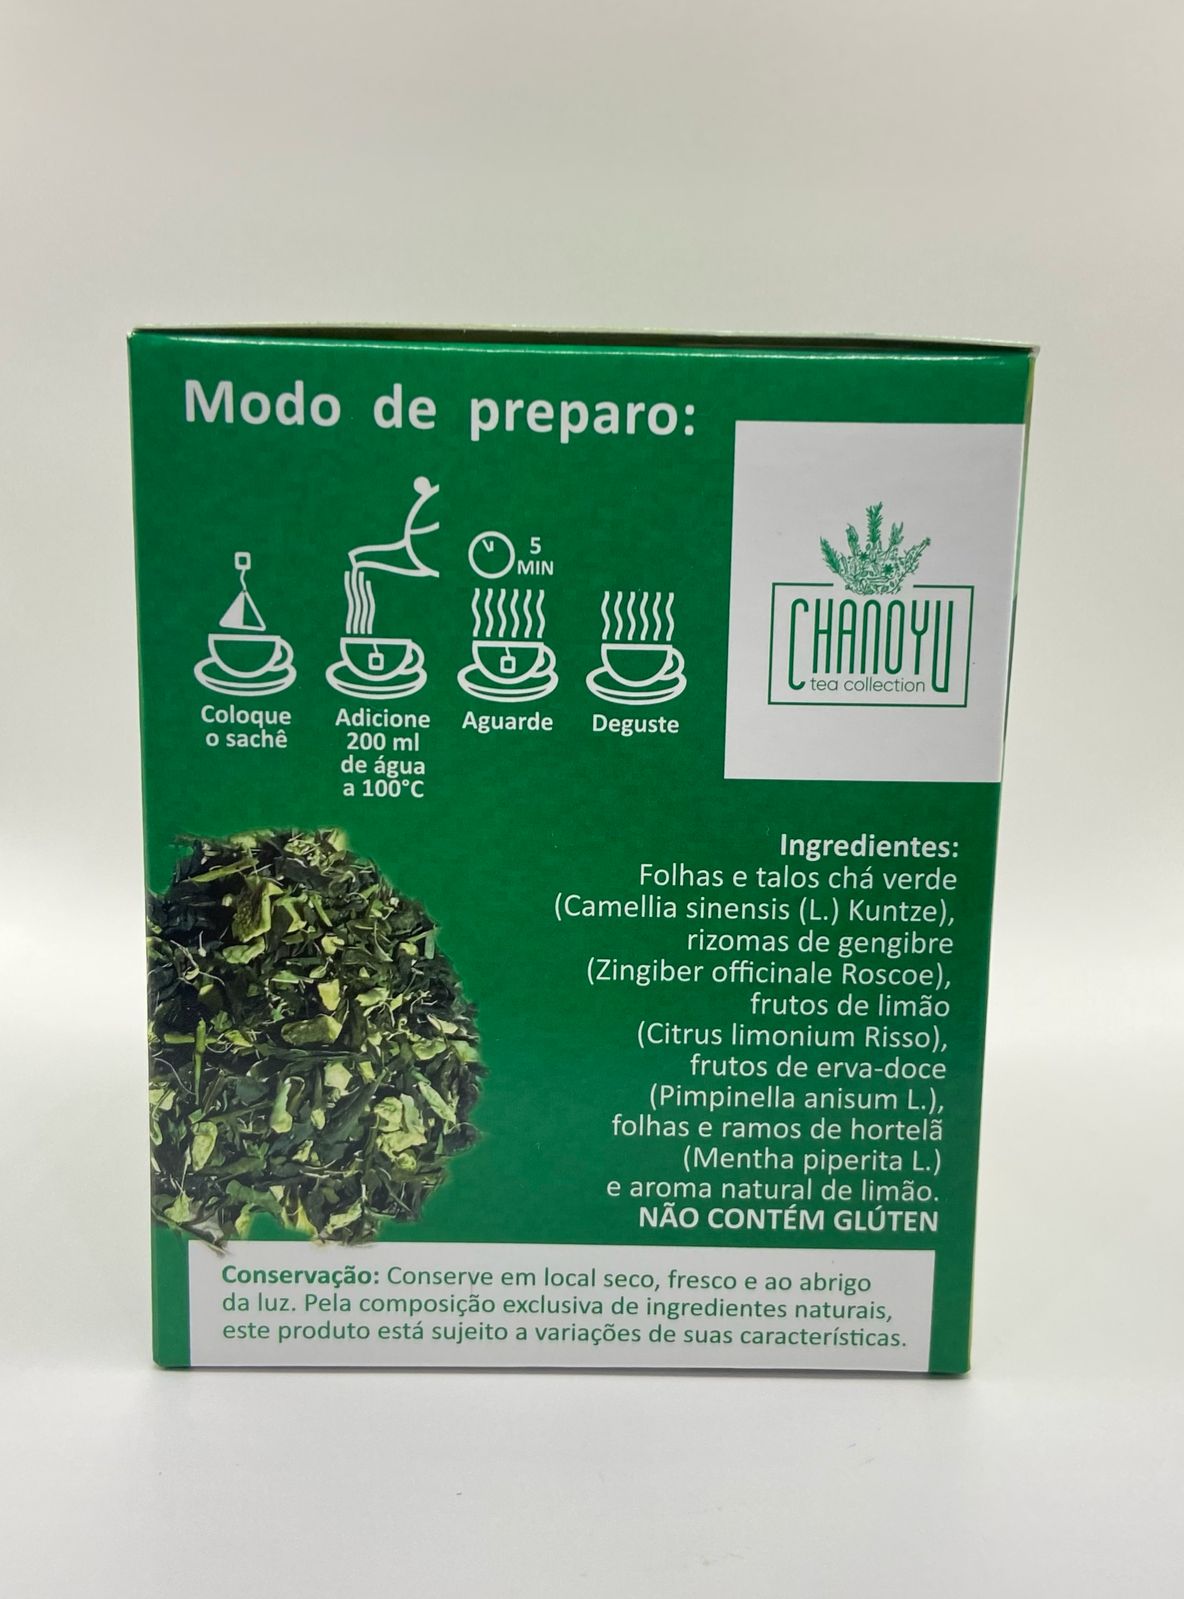 Modo de preparo:
5
MIN
Coloque
o sachê
Adicione
200 ml
de água
a 100°C
Aguarde
Deguste
CHANOYU
tea collection
Ingredientes:
Folhas e talos chá verde
(Camellia sinensis (L.) Kuntze),
rizomas de gengibre
(Zingiber officinale Roscoe),
frutos de limão
(Citrus limonium Risso),
frutos de erva-doce
(Pimpinella anisum L.),
folhas e ramos de hortelã
(Mentha piperita L.)
e aroma natural de limão.
NÃO CONTÉM GLÚTEN
Conservação: Conserve em local seco, fresco e ao abrigo
da luz. Pela composição exclusiva de ingredientes naturais,
este produto está sujeito a variações de suas características.